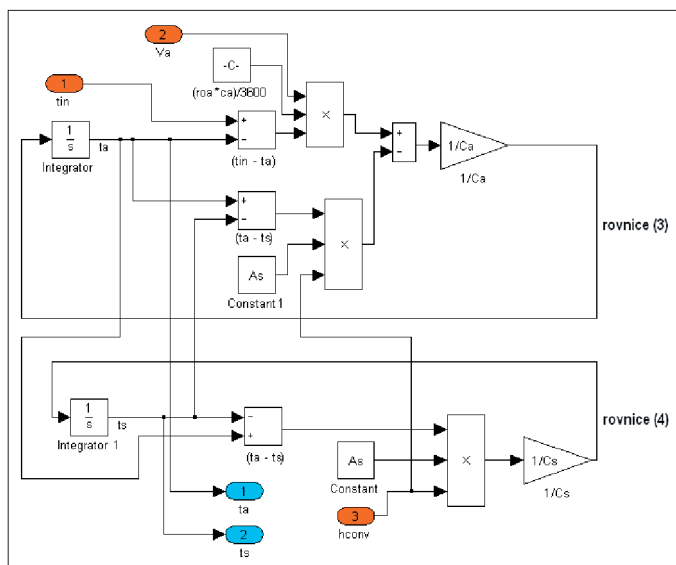 2
Va
-C-
(roa*ca)/3600
1
tin
×
+
−
(tin - ta)
1
s
ta
Integrator
+
−
1/Ca
1/Ca
+
−
(ta - ts)
×
As
Constant 1
rovnice (3)
1
s
ts
Integrator 1
−
+
(ta - ts)
×
As
Constant
1/Cs
1/Cs
rovnice (4)
1
ta
3
hconv
2
ts